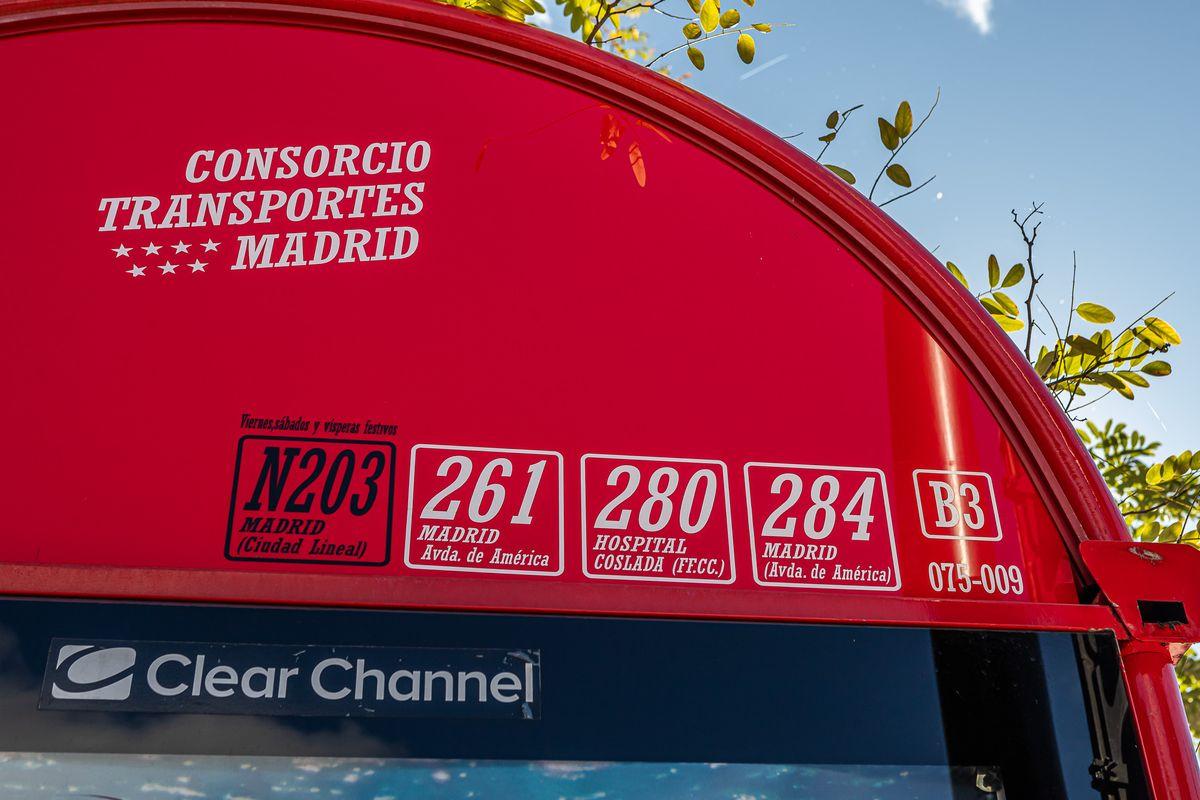 CONSORCIO
TRANSPORTES
MADRID
Viernes,sábados y vísperas festivos
N203
MADRID
(Ciudad Lineal)
261
MADRID
Avda. de América
280
HOSPITAL
COSLADA (FF.CC.)
284
MADRID
(Avda. de América)
B3
075-009
Clear Channel